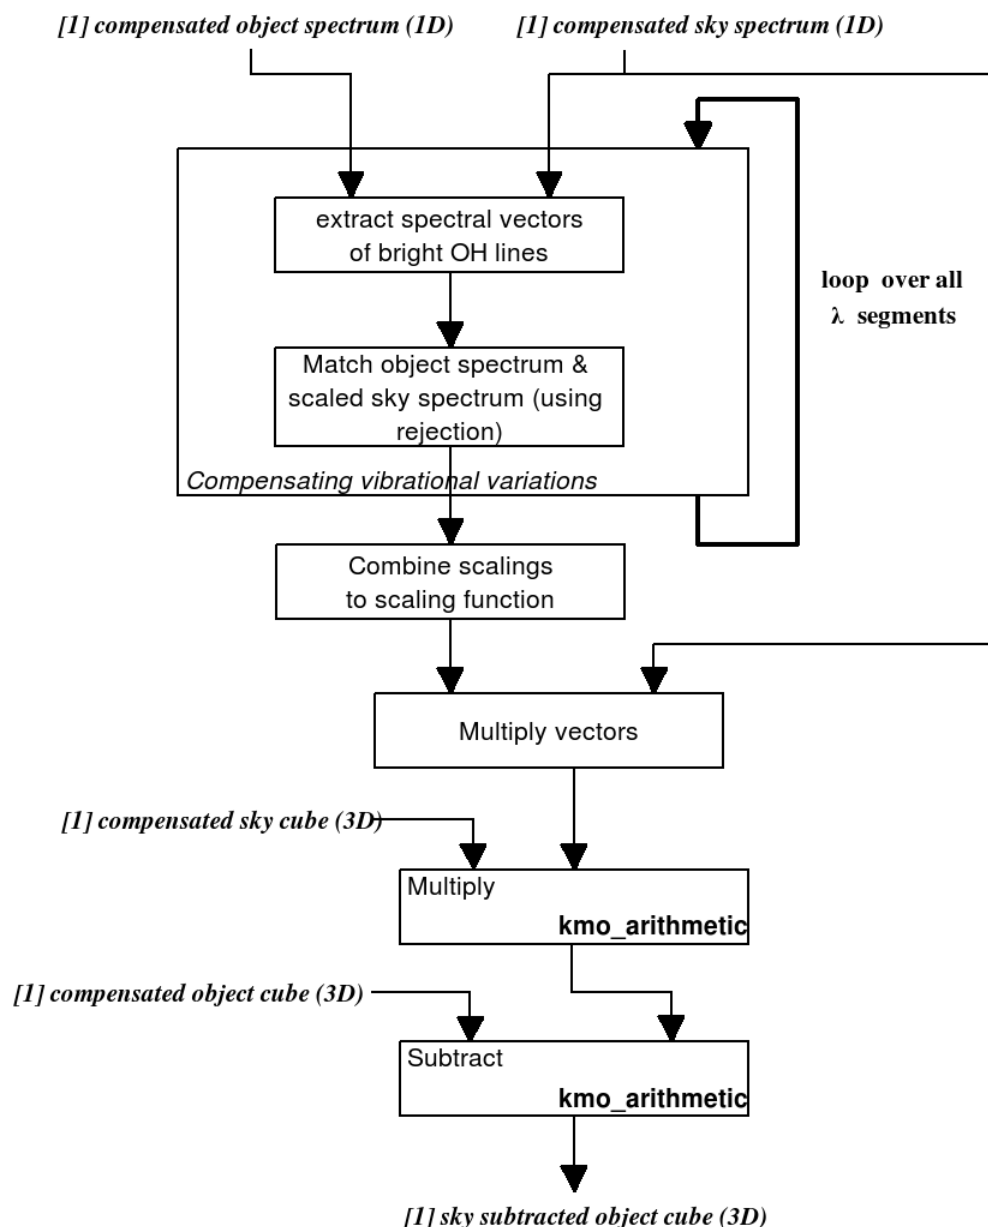 [1] compensated object spectrum (1D)
[1] compensated sky spectrum (1D)
extract spectral vectors
of bright OH lines
loop over all
λ segments
Match object spectrum &
scaled sky spectrum (using
rejection)
Compensating vibrational variations
Combine scalings
to scaling function
Multiply vectors
[1] compensated sky cube (3D)
Multiply
kmo_arithmetic
[1] compensated object cube (3D)
Subtract
kmo_arithmetic
[1] sky subtracted object cube (3D)